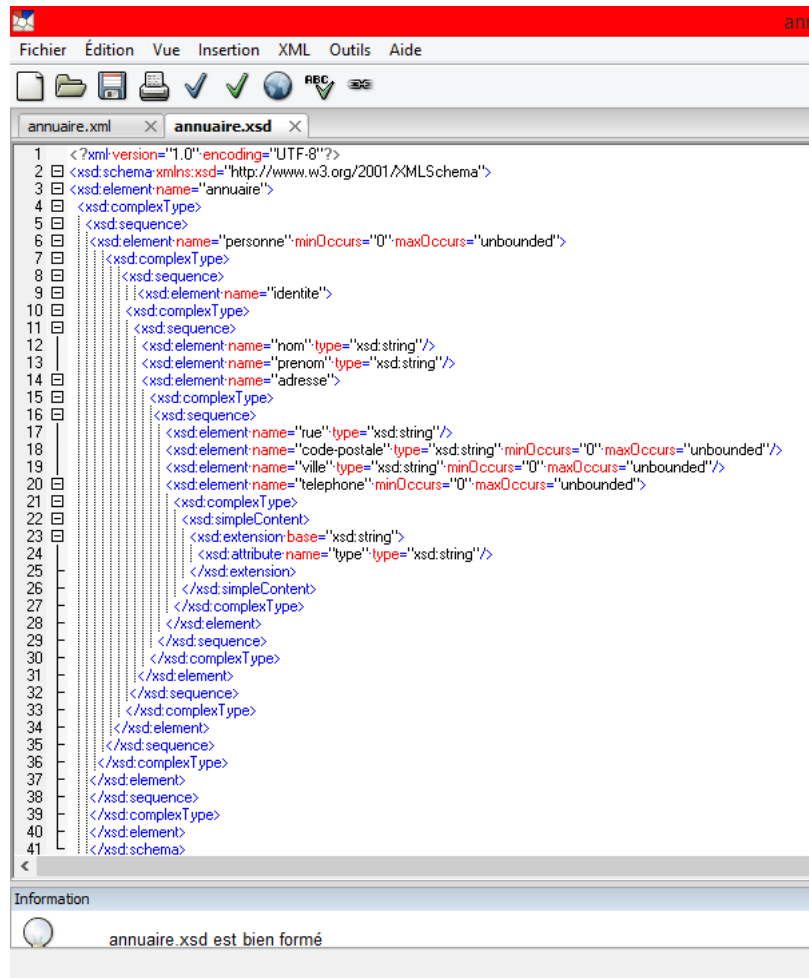 ann
Fichier Édition Vue Insertion XML Outils Aide
ABC
annuaire.xml annuaire.xsd
1 <?xml version="1.0" encoding="UTF-8"?>
2 <xsd:schema xmlns:xsd="http://www.w3.org/2001/XMLSchema">
3 <xsd:element name="annuaire">
4 <xsd:complexType>
5 <xsd:sequence>
6 <xsd:element name="personne" minOccurs="0" maxOccurs="unbounded">
7 <xsd:complexType>
8 <xsd:sequence>
9 <xsd:element name="identite">
10 <xsd:complexType>
11 <xsd:sequence>
12 <xsd:element name="nom" type="xsd:string"/>
13 <xsd:element name="prenom" type="xsd:string"/>
14 <xsd:element name="adresse">
15 <xsd:complexType>
16 <xsd:sequence>
17 <xsd:element name="rue" type="xsd:string"/>
18 <xsd:element name="code-postale" type="xsd:string" minOccurs="0" maxOccurs="unbounded"/>
19 <xsd:element name="ville" type="xsd:string" minOccurs="0" maxOccurs="unbounded"/>
20 <xsd:element name="telephone" minOccurs="0" maxOccurs="unbounded">
21 <xsd:complexType>
22 <xsd:simpleContent>
23 <xsd:extension base="xsd:string">
24 <xsd:attribute name="type" type="xsd:string"/>
25 </xsd:extension>
26 </xsd:simpleContent>
27 </xsd:complexType>
28 </xsd:element>
29 </xsd:sequence>
30 </xsd:complexType>
31 </xsd:element>
32 </xsd:sequence>
33 </xsd:complexType>
34 </xsd:element>
35 </xsd:sequence>
36 </xsd:complexType>
37 </xsd:element>
38 </xsd:sequence>
39 </xsd:complexType>
40 </xsd:element>
41 </xsd:schema>
Information
annuaire.xsd est bien formé